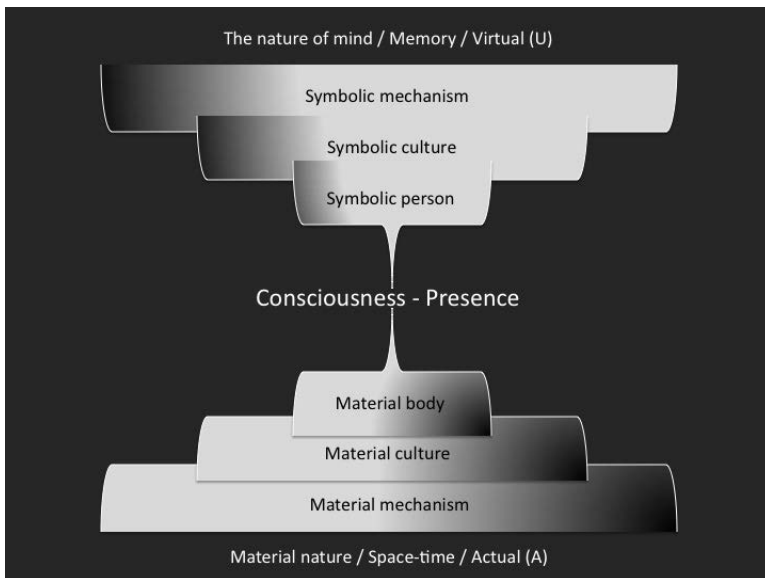 The nature of mind / Memory / Virtual (U)
Symbolic mechanism
Symbolic culture
Symbolic person
Consciousness - Presence
Material body
Material culture
Material mechanism
Material nature / Space-time / Actual (A)